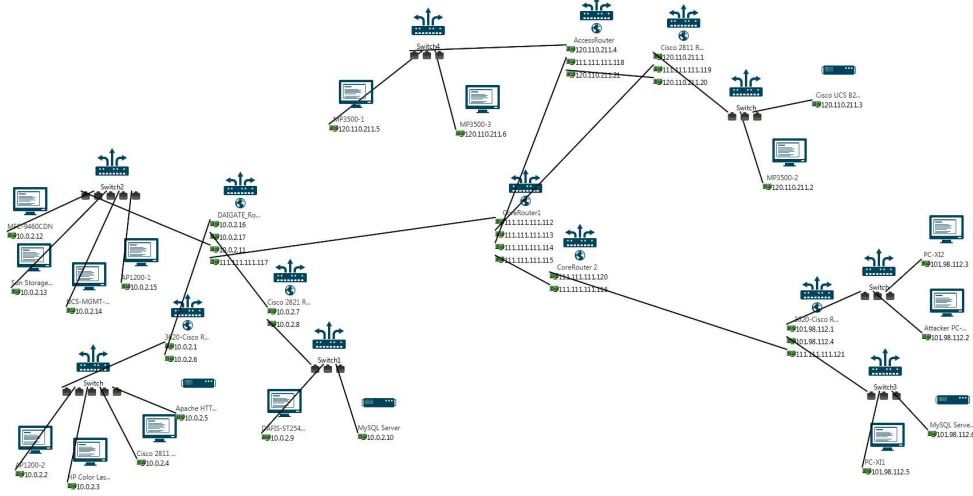 Switch4
AccessRouter
120.110.211.4
111.111.111.118
120.110.211.21
Cisco 2811 R...
120.110.211.1
111.111.111.119
120.110.211.20
Switch
Cisco UCS B2...
120.110.211.3
MP3500-1
120.110.211.5
MP3500-3
120.110.211.6
MP3500-2
120.110.211.2
Switch2
MFC-9460CDN
10.0.2.12
Sun Storage...
10.0.2.13
UCS-MGMT-...
10.0.2.14
AP1200-1
10.0.2.15
DAIGATE_Ro...
10.0.2.16
10.0.2.17
10.0.2.11
111.111.111.117
CoreRouter1
111.111.111.112
111.111.111.113
111.111.111.114
111.111.111.115
CoreRouter 2
111.111.111.120
111.111.111.116
Cisco 2821 R...
10.0.2.7
10.0.2.8
3620-Cisco R...
10.0.2.1
10.0.2.6
Switch1
DAFIS-ST254...
10.0.2.9
MySQL Server
10.0.2.10
Switch
Apache HTT...
10.0.2.5
AP1200-2
10.0.2.2
HP Color Las...
10.0.2.3
Cisco 2811 ...
10.0.2.4
PC-XI2
101.98.112.3
Switch
Attacker PC-...
101.98.112.2
3620-Cisco R...
101.98.112.1
101.98.112.4
111.111.111.121
Switch3
MySQL Serve...
101.98.112.6
PC-XI1
101.98.112.5